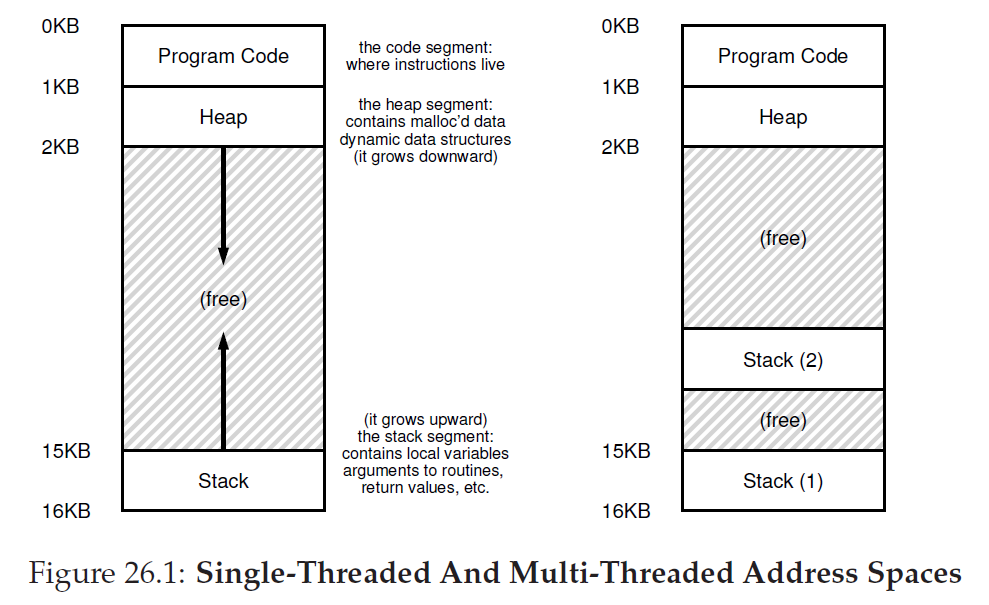 0KB
Program Code
1KB
Heap
2KB
(free)
15KB
Stack
16KB
the code segment:
where instructions live
the heap segment:
contains malloc’d data
dynamic data structures
(it grows downward)
(it grows upward)
the stack segment:
contains local variables
arguments to routines,
return values, etc.
0KB
Program Code
1KB
Heap
2KB
(free)
Stack (2)
(free)
15KB
Stack (1)
16KB
Figure 26.1: Single-Threaded And Multi-Threaded Address Spaces